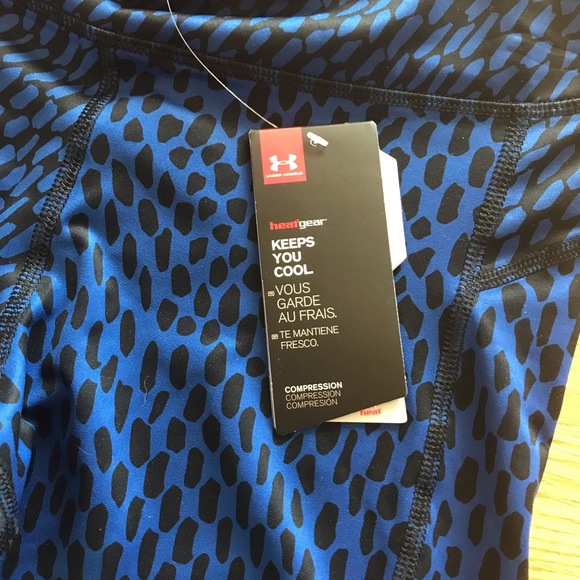 UNDER ARMOUR
heatgear
KEEPS
YOU
COOL
VOUS
GARDE
AU FRAIS.
TE MANTIENE
FRESCO.
COMPRESSION
COMPRESSION
COMPRESIÓN
heat